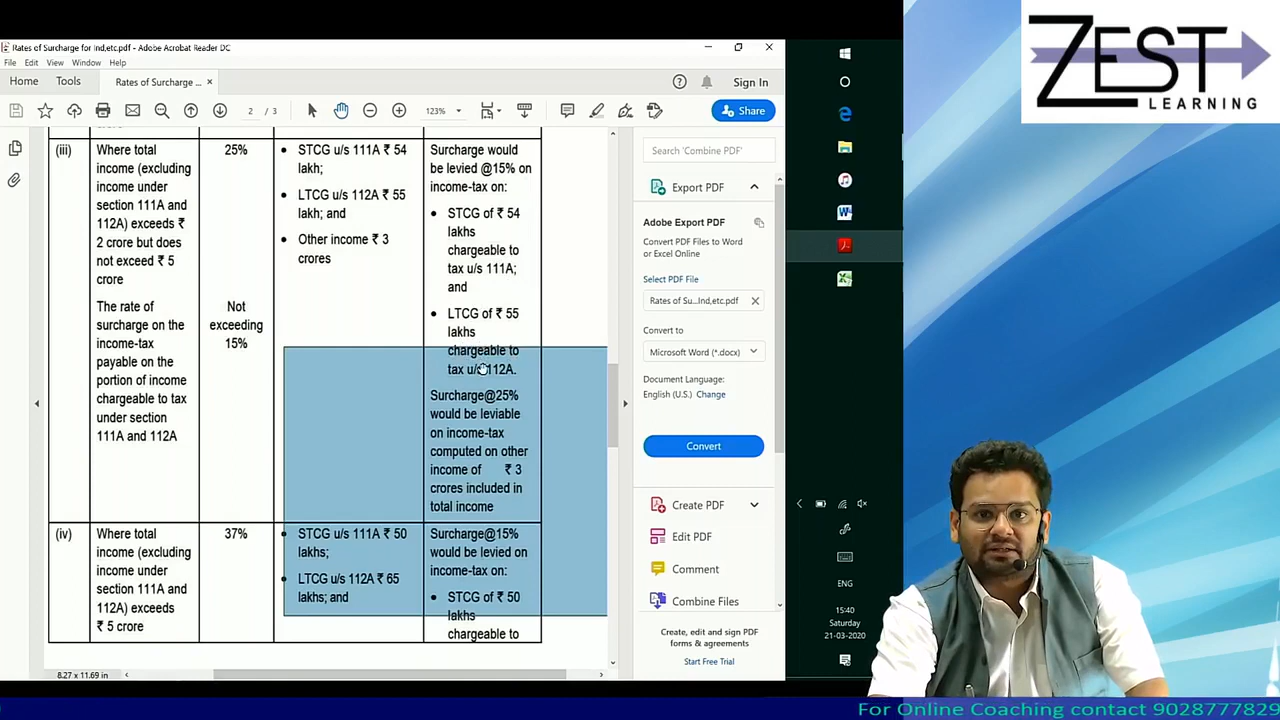 Rates of Surcharge for Ind,etc.pdf - Adobe Acrobat Reader DC
File Edit View Window Help
Home Tools Rates of Surcharge ... × Sign In
2 / 3 123% Share
(iii)
Where total
income (excluding
income under
section 111A and
112A) exceeds ₹
2 crore but does
not exceed ₹ 5
crore
The rate of
surcharge on the
income-tax
payable on the
portion of income
chargeable to tax
under section
111A and 112A
25%
Not
exceeding
15%
• STCG u/s 111A ₹ 54
lakh;
• LTCG u/s 112A ₹ 55
lakh; and
• Other income ₹ 3
crores
Surcharge would
be levied @15% on
income-tax on:
• STCG of ₹ 54
lakhs
chargeable to
tax u/s 111A;
and
• LTCG of ₹ 55
lakhs
chargeable to
tax u/s 112A.
Surcharge@25%
would be leviable
on income-tax
computed on other
income of ₹ 3
crores included in
total income
(iv)
Where total
income (excluding
income under
section 111A and
112A) exceeds
₹ 5 crore
37%
• STCG u/s 111A ₹ 50
lakhs;
• LTCG u/s 112A ₹ 65
lakhs; and
Surcharge@15%
would be levied on
income-tax on:
• STCG of ₹ 50
lakhs
chargeable to
8.27 x 11.69 in
Search 'Combine PDF'
Export PDF
Adobe Export PDF
Convert PDF Files to Word
or Excel Online
Select PDF File
Rates of Su...Ind,etc.pdf
Convert to
Microsoft Word (*.docx)
Document Language:
English (U.S.) Change
Convert
Create PDF
Edit PDF
Comment
Combine Files
Create, edit and sign PDF
forms & agreements
Start Free Trial
ENG
15:40
Saturday
21-03-2020
ZEST
LEARNING
For Online Coaching contact 9028777829